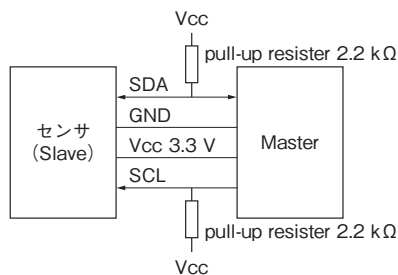 Vcc
pull-up resister 2.2 kΩ
SDA
GND
センサ
(Slave)
Vcc 3.3 V
Master
SCL
pull-up resister 2.2 kΩ
Vcc